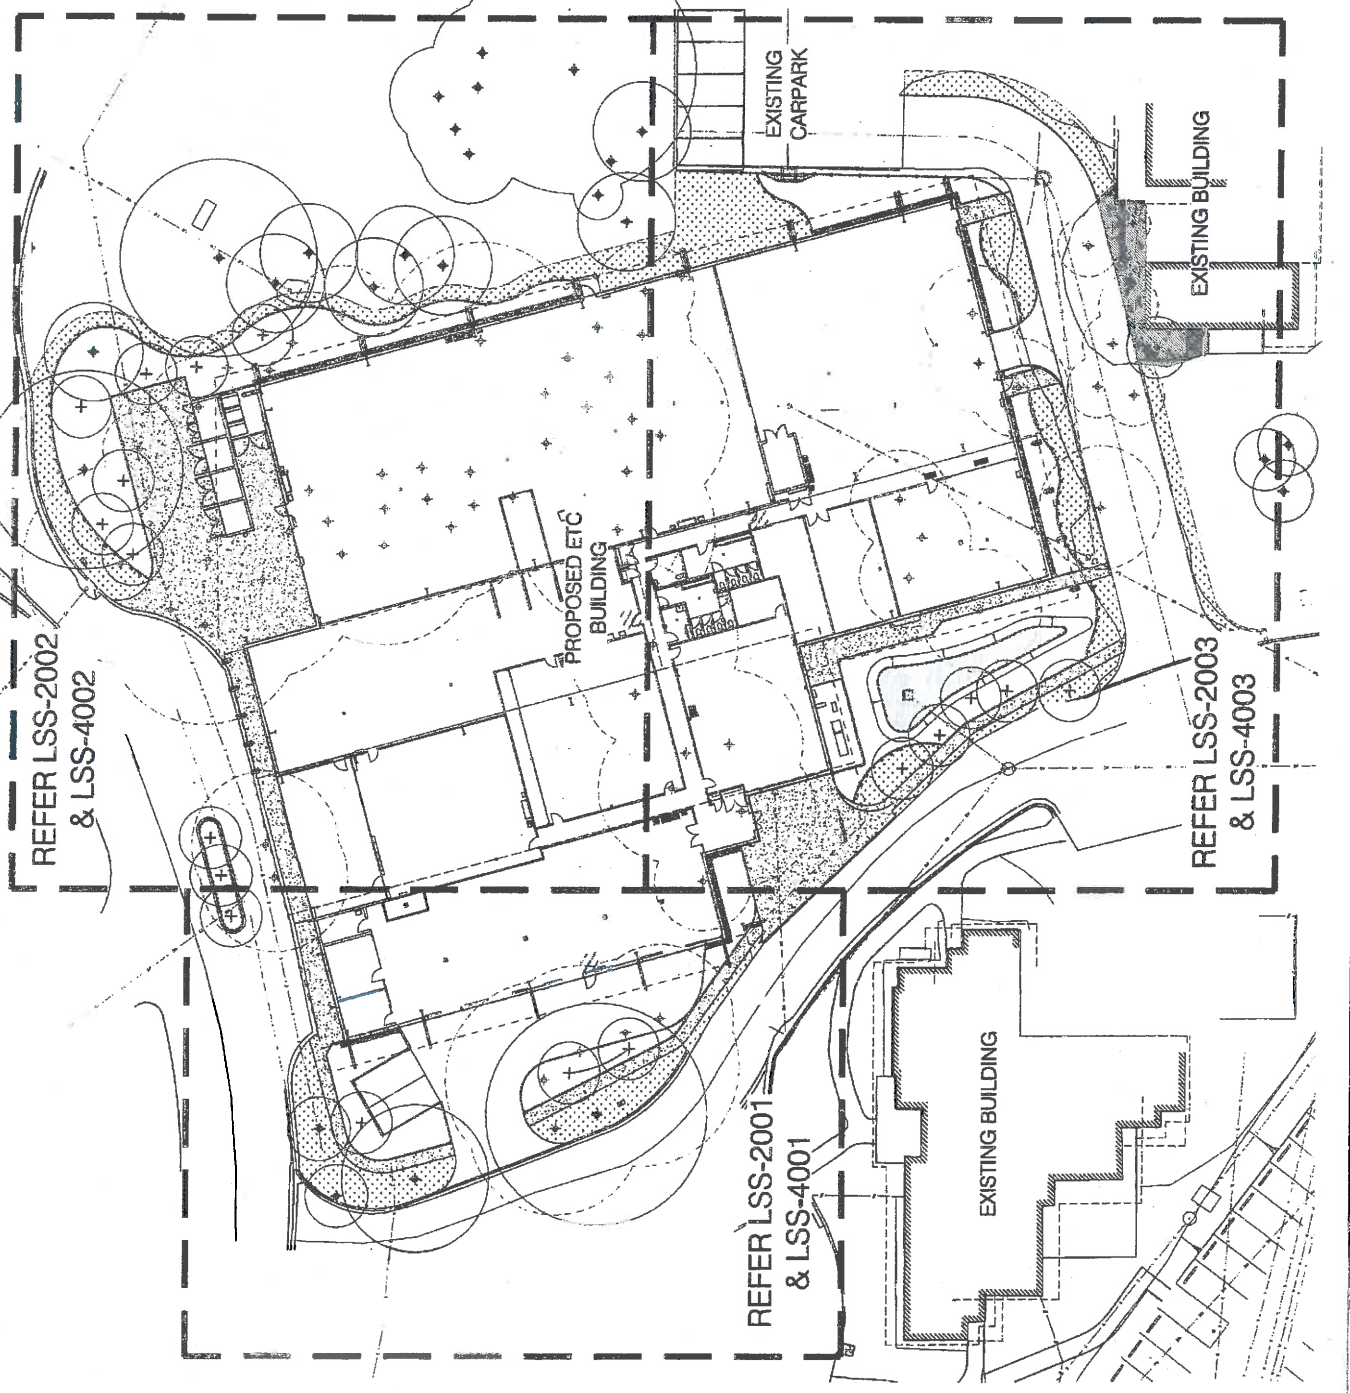 EXISTING
CARPARK
EXISTING BUILDING
PROPOSED ETC
BUILDING
REFER LSS-2002
& LSS-4002
REFER LSS-2003
& LSS-4003
REFER LSS-2001
& LSS-4001
EXISTING BUILDING